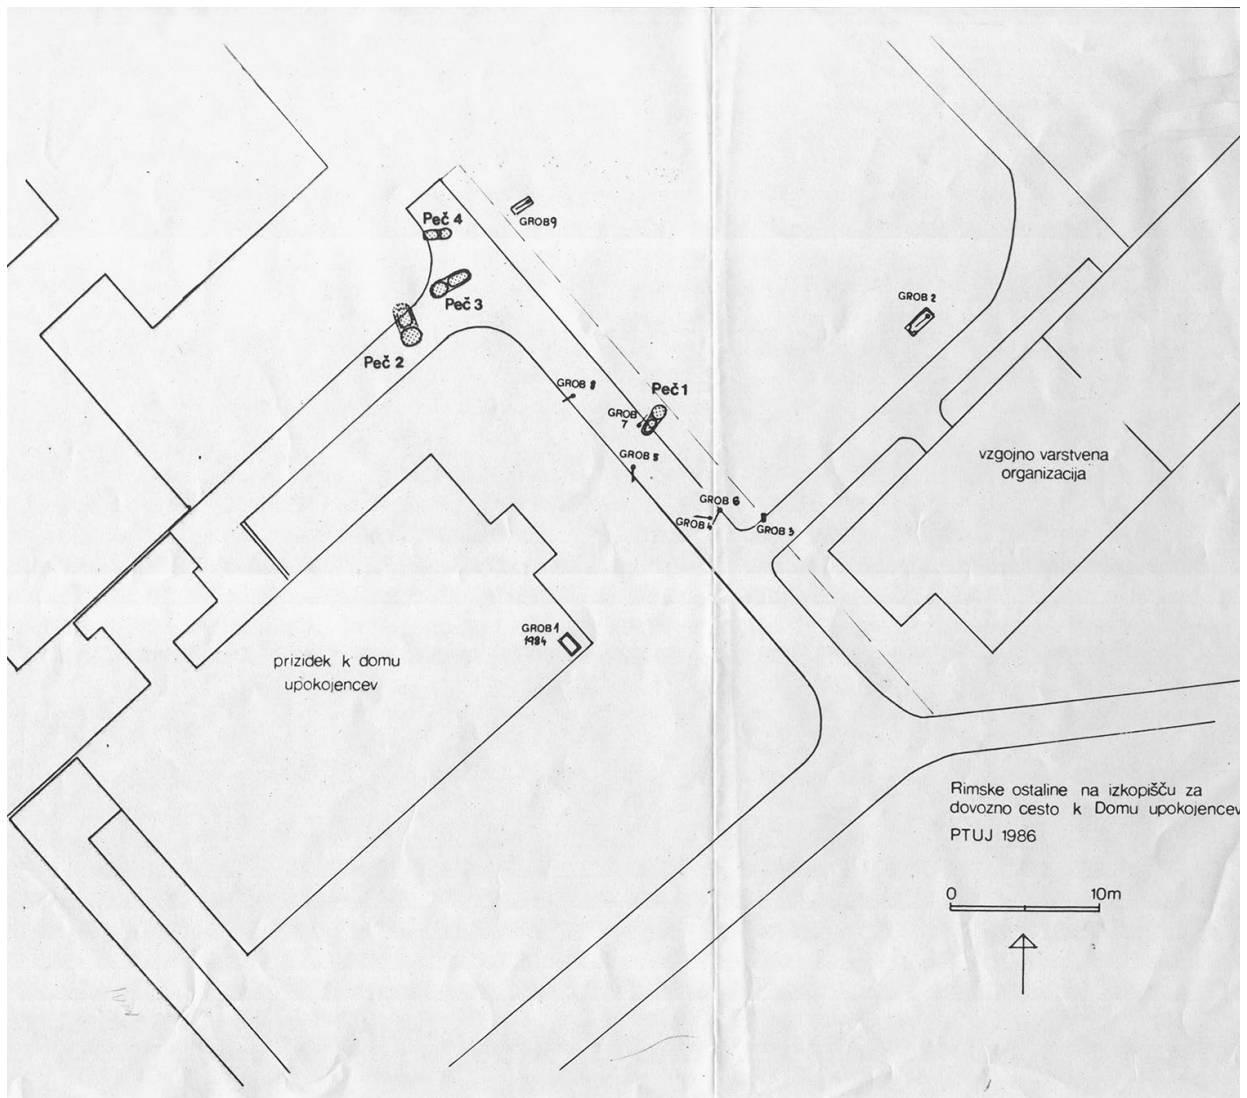 Peč 4
GROB 9
Peč 3
GROB 2
Peč 2
GROB 8
Peč 1
GROB
7
GROB 5
vzgojno varstvena
organizacija
GROB 6
GROB 4
GROB 3
GROB 1
1984
prizidek k domu
upokojencev
Rimske ostaline na izkopišču za
dovozno cesto k Domu upokojencev
PTUJ 1986
0 10m